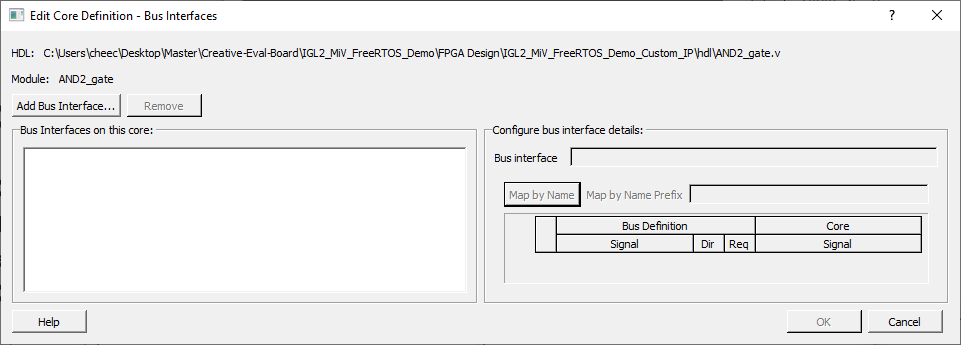 Edit Core Definition - Bus Interfaces
?
HDL: C:\Users\cheec\Desktop\Master\Creative-Eval-Board\IGL2_MiV_FreeRTOS_Demo\FPGA Design\IGL2_MiV_FreeRTOS_Demo_Custom_IP\hdl\AND2_gate.v
Module: AND2_gate
Add Bus Interface... Remove
Bus Interfaces on this core:
Configure bus interface details:
Bus interface
Map by Name Map by Name Prefix
Bus Definition Core
Signal Dir Req Signal
Help OK Cancel